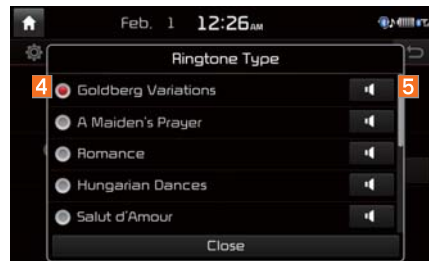 Feb. 1 12:26AM
Ringtone Type
4 Goldberg Variations 5
A Maiden's Prayer
Romance
Hungarian Dances
Salut d'Amour
Close